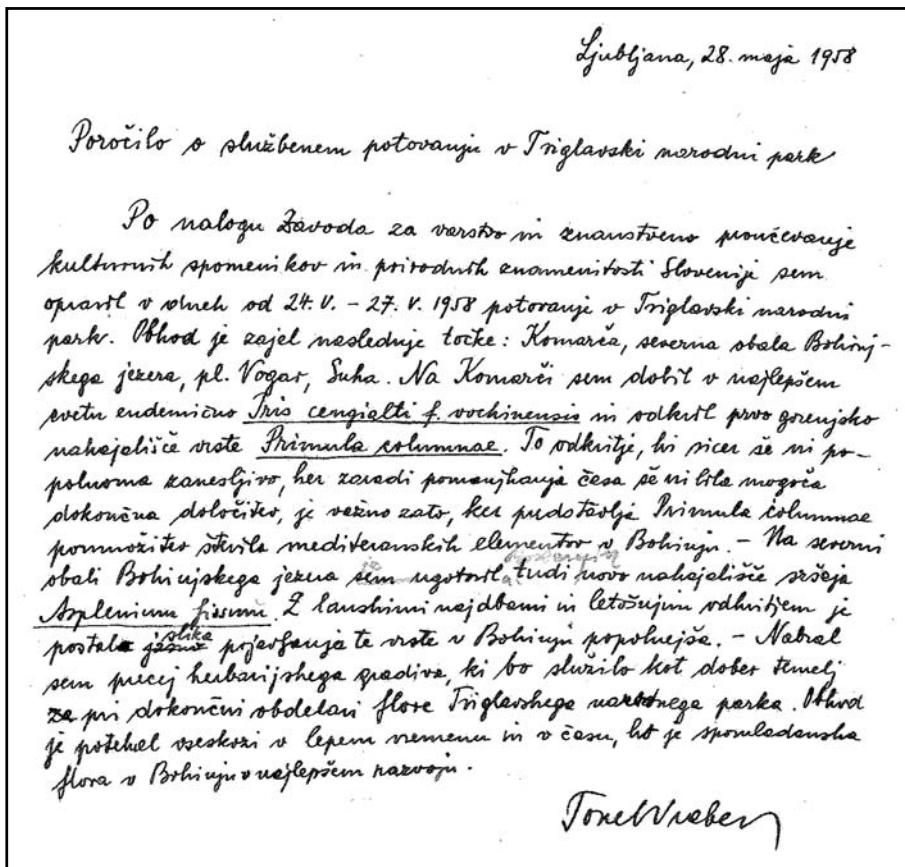 Ljubljana, 28. maja 1958
Poročilo o službenem potovanju v Triglavski narodni park
Po nalogu Zavoda za varstvo in znanstveno proučevanje
kulturnih spomenikov in prirodnih znamenitosti Slovenije sem
opravil v dneh od 24. V. – 27. V. 1958 potovanje v Triglavski narodni
park. Obhod je zajel naslednje točke: Komarča, severna obala Bohinj-
skega jezera, pl. Vogar, Suha. Na Komarči sem dobil v najlepšem
cvetu endemično Iris cengialti f. vochinensis in odkril prvo gorenjsko
nahajališče vrste Primula columnae. To odkritje, ki sicer še ni po-
polnoma zanesljivo, ker zaradi pomanjkanja časa še ni bila mogoča
dokončna določitev, je važno zato, ker predstavlja Primula columnae
pomnožitev števila mediteranskih elementov v Bohinju. – Na severni
obali Bohinjskega jezera sem ugotovil tudi novo nahajališče sršaja
Asplenium fissum. Z lanskimi najdbami in letošnjim odkritjem je
postala slika pojavljanja te vrste v Bohinju popolnejša. – Nabral
sem precej herbarijskega gradiva, ki bo služilo kot dober temelj
za pri dokončni obdelavi flore Triglavskega narodnega parka. Obhod
je potekal vseskozi v lepem vremenu in v času, ko je spomladanska
flora v Bohinju v najlepšem razvoju.
Tone Wraber